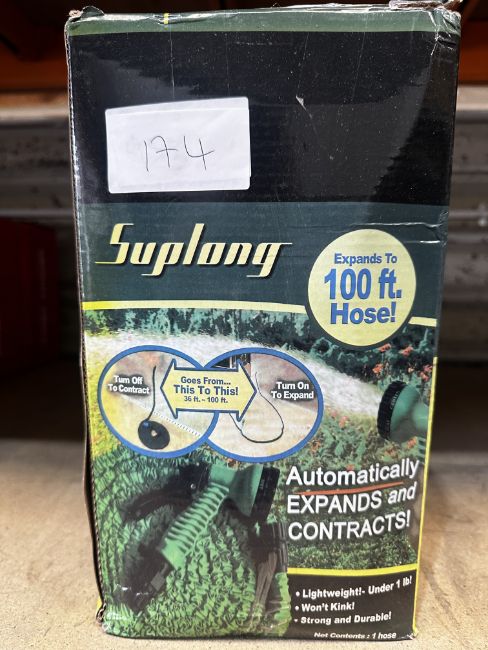 174
Suplong
Expands To
100 ft.
Hose!
Turn Off
To Contract
Goes From...
This To This!
36 ft. - 100 ft.
Turn On
To Expand
Automatically
EXPANDS and
CONTRACTS!
• Lightweight!- Under 1 lb!
• Won't Kink!
• Strong and Durable!
Net Contents : 1 hose